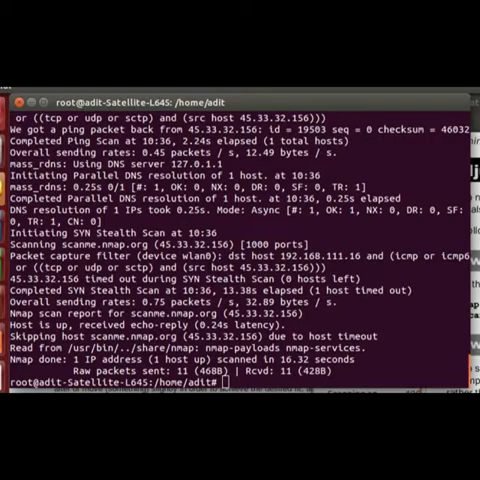 root@adit-Satellite-L645: /home/adit
or ((tcp or udp or sctp) and (src host 45.33.32.156)))
We got a ping packet back from 45.33.32.156: id = 19503 seq = 0 checksum = 46032
Completed Ping Scan at 10:36, 2.24s elapsed (1 total hosts)
Overall sending rates: 0.45 packets / s, 12.49 bytes / s.
mass_rdns: Using DNS server 127.0.1.1
Initiating Parallel DNS resolution of 1 host. at 10:36
mass_rdns: 0.25s 0/1 [#: 1, OK: 0, NX: 0, DR: 0, SF: 0, TR: 1]
Completed Parallel DNS resolution of 1 host. at 10:36, 0.25s elapsed
DNS resolution of 1 IPs took 0.25s. Mode: Async [#: 1, OK: 0, NX: 0, DR: 0, SF:
0, TR: 1, CN: 0]
Initiating SYN Stealth Scan at 10:36
Scanning scanme.nmap.org (45.33.32.156) [1000 ports]
Packet capture filter (device wlan0): dst host 192.168.111.16 and (icmp or icmp6
or ((tcp or udp or sctp) and (src host 45.33.32.156)))
45.33.32.156 timed out during SYN Stealth Scan (0 hosts left)
Completed SYN Stealth Scan at 10:36, 13.38s elapsed (1 host timed out)
Overall sending rates: 0.75 packets / s, 32.89 bytes / s.
Nmap scan report for scanme.nmap.org (45.33.32.156)
Host is up, received echo-reply (0.24s latency).
Skipping host scanme.nmap.org (45.33.32.156) due to host timeout
Read from /usr/bin/../share/nmap: nmap-payloads nmap-services.
Nmap done: 1 IP address (1 host up) scanned in 16.32 seconds
Raw packets sent: 11 (468B) | Rcvd: 11 (428B)
root@adit-Satellite-L645:/home/adit#